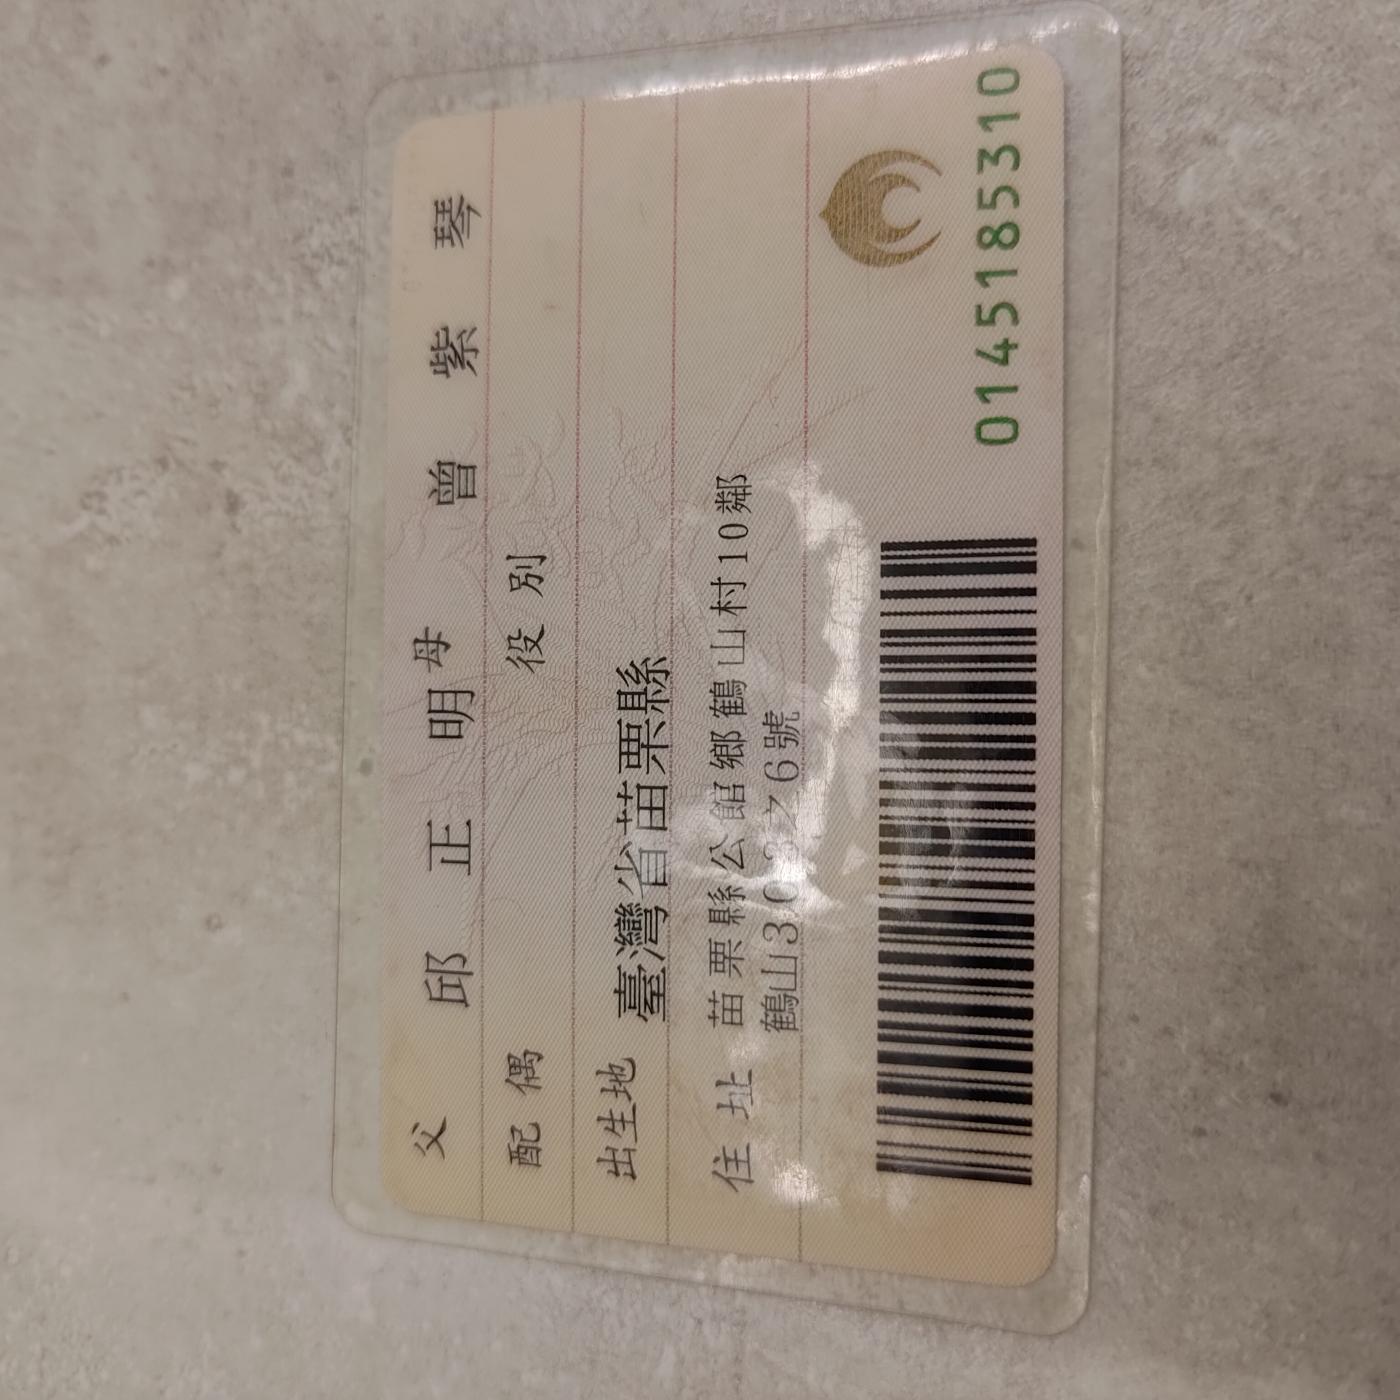 父 邱正明 母 曾紫琴
配偶 役別
出生地 臺灣省苗栗縣
住址 苗栗縣公館鄉鶴山村10鄰
鶴山303之6號
0145185310